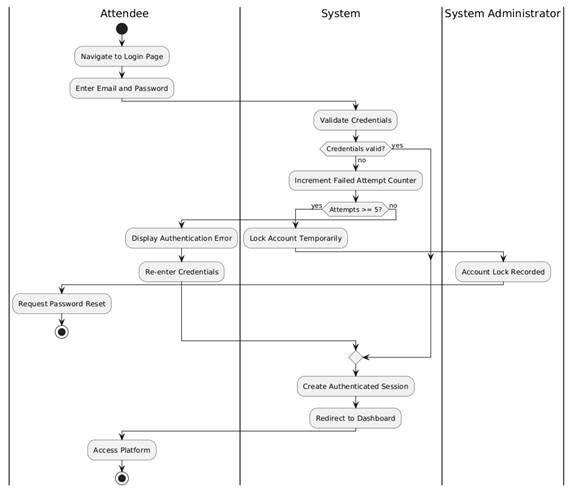 Attendee
System
System Administrator
Navigate to Login Page
Enter Email and Password
Validate Credentials
Credentials valid?
yes
no
Increment Failed Attempt Counter
yes
Attempts >= 5?
no
Display Authentication Error
Lock Account Temporarily
Re-enter Credentials
Account Lock Recorded
Request Password Reset
Create Authenticated Session
Redirect to Dashboard
Access Platform